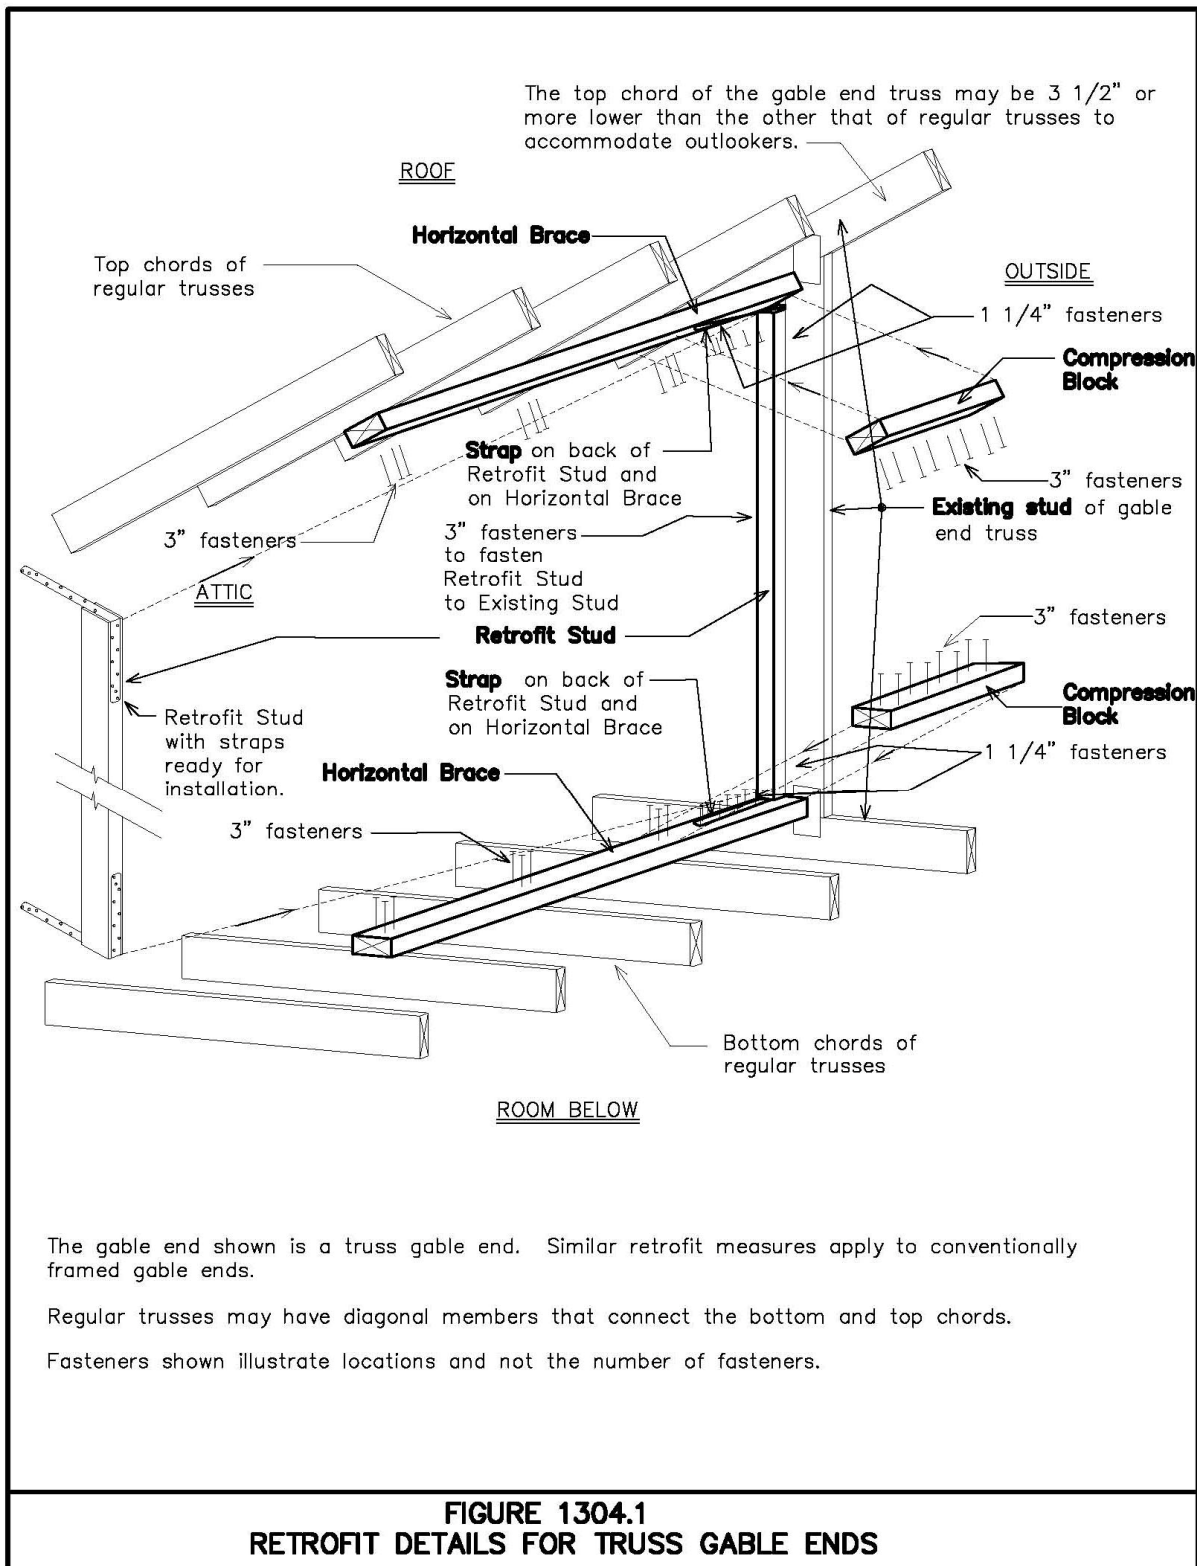 The top chord of the gable end truss may be 3 1/2" or
more lower than the other that of regular trusses to
accommodate outlookers.
ROOF
Horizontal Brace
Top chords of
regular trusses
OUTSIDE
1 1/4" fasteners
Compression
Block
Strap on back of
Retrofit Stud and
on Horizontal Brace
3" fasteners
Existing stud of gable
end truss
3" fasteners
3" fasteners
to fasten
Retrofit Stud
to Existing Stud
ATTIC
Retrofit Stud
3" fasteners
Strap on back of
Retrofit Stud and
on Horizontal Brace
Compression
Block
Retrofit Stud
with straps
ready for
installation.
1 1/4" fasteners
Horizontal Brace
3" fasteners
Bottom chords of
regular trusses
ROOM BELOW
The gable end shown is a truss gable end. Similar retrofit measures apply to conventionally
framed gable ends.
Regular trusses may have diagonal members that connect the bottom and top chords.
Fasteners shown illustrate locations and not the number of fasteners.
FIGURE 1304.1
RETROFIT DETAILS FOR TRUSS GABLE ENDS